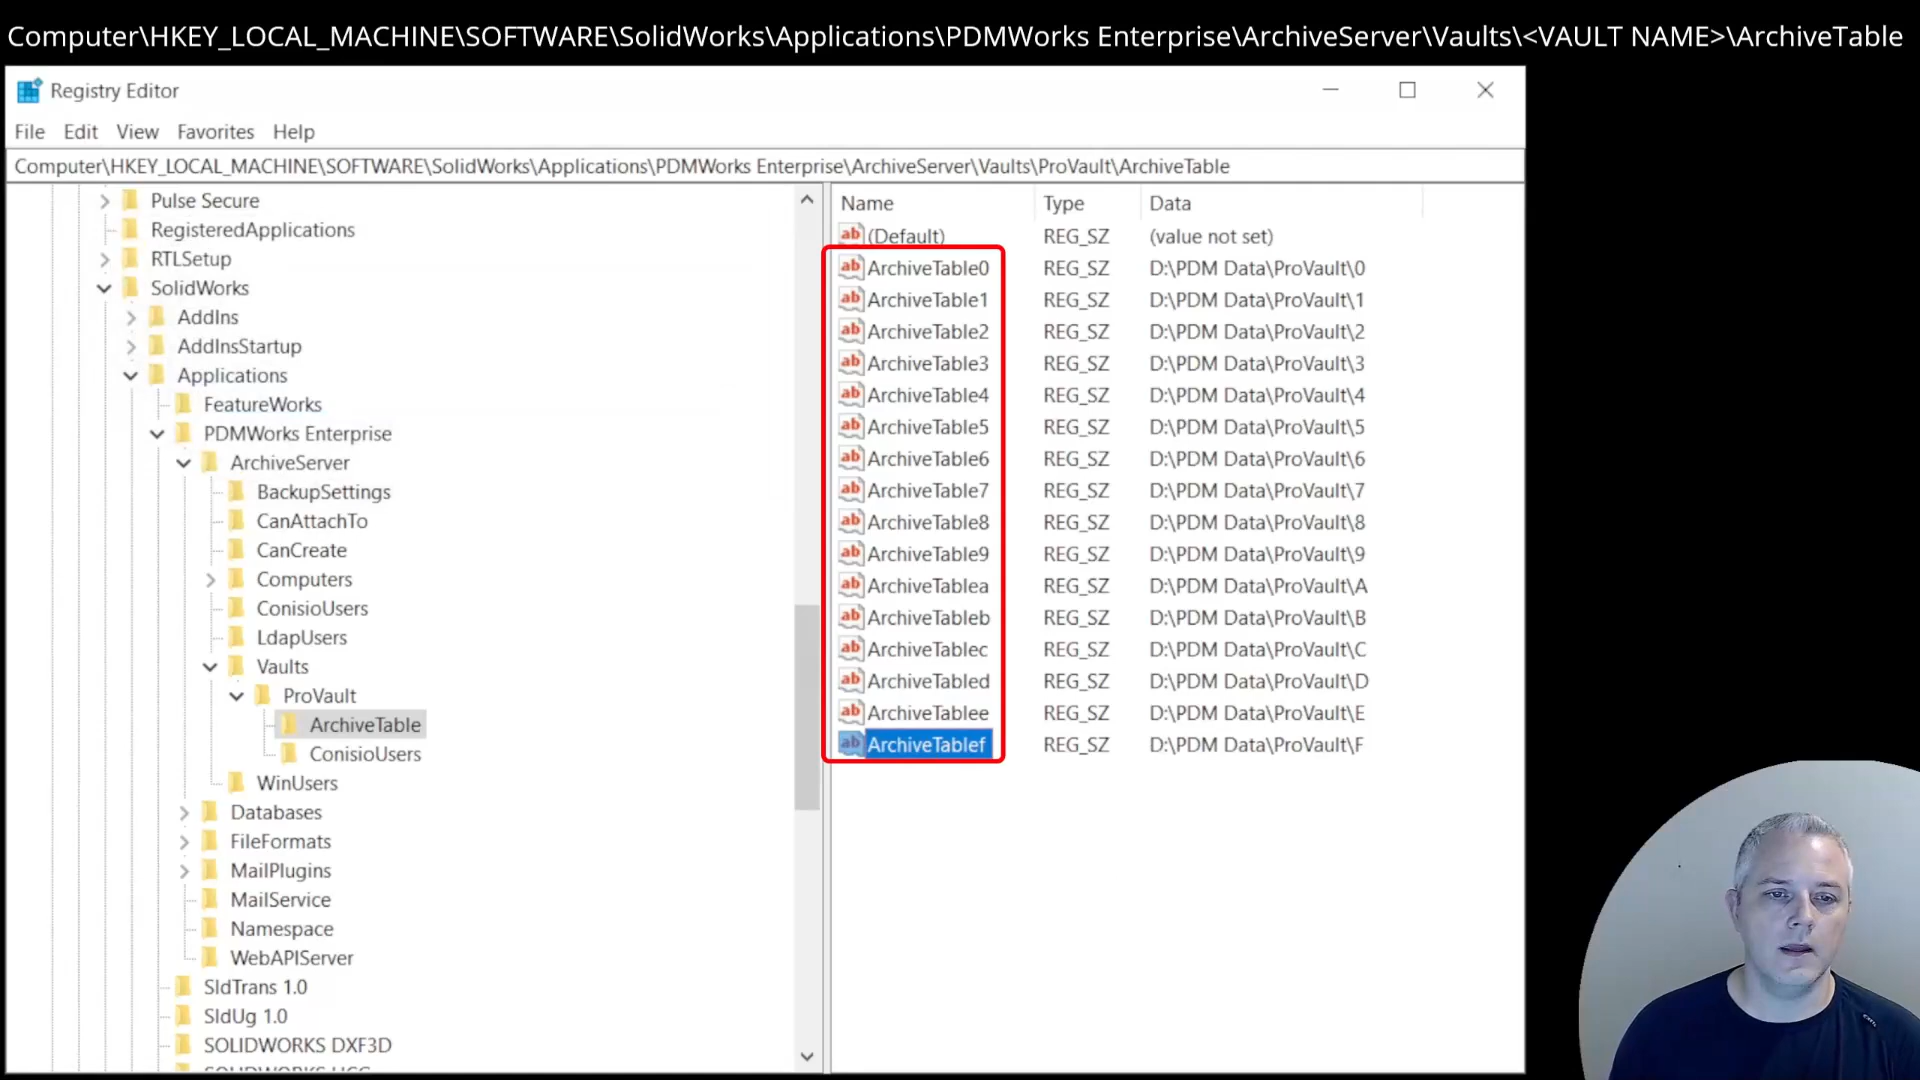 Computer\HKEY_LOCAL_MACHINE\SOFTWARE\SolidWorks\Applications\PDMWorks Enterprise\ArchiveServer\Vaults\<VAULT NAME>\ArchiveTable
Registry Editor
File Edit View Favorites Help
Computer\HKEY_LOCAL_MACHINE\SOFTWARE\SolidWorks\Applications\PDMWorks Enterprise\ArchiveServer\Vaults\ProVault\ArchiveTable
Pulse Secure
RegisteredApplications
RTLSetup
SolidWorks
AddIns
AddInsStartup
Applications
FeatureWorks
PDMWorks Enterprise
ArchiveServer
BackupSettings
CanAttachTo
CanCreate
Computers
ConisioUsers
LdapUsers
Vaults
ProVault
ArchiveTable
ConisioUsers
WinUsers
Databases
FileFormats
MailPlugins
MailService
Namespace
WebAPIServer
SldTrans 1.0
SldUg 1.0
SOLIDWORKS DXF3D
Name Type Data
(Default) REG_SZ (value not set)
ArchiveTable0 REG_SZ D:\PDM Data\ProVault\0
ArchiveTable1 REG_SZ D:\PDM Data\ProVault\1
ArchiveTable2 REG_SZ D:\PDM Data\ProVault\2
ArchiveTable3 REG_SZ D:\PDM Data\ProVault\3
ArchiveTable4 REG_SZ D:\PDM Data\ProVault\4
ArchiveTable5 REG_SZ D:\PDM Data\ProVault\5
ArchiveTable6 REG_SZ D:\PDM Data\ProVault\6
ArchiveTable7 REG_SZ D:\PDM Data\ProVault\7
ArchiveTable8 REG_SZ D:\PDM Data\ProVault\8
ArchiveTable9 REG_SZ D:\PDM Data\ProVault\9
ArchiveTablea REG_SZ D:\PDM Data\ProVault\A
ArchiveTableb REG_SZ D:\PDM Data\ProVault\B
ArchiveTablec REG_SZ D:\PDM Data\ProVault\C
ArchiveTabled REG_SZ D:\PDM Data\ProVault\D
ArchiveTablee REG_SZ D:\PDM Data\ProVault\E
ArchiveTablef REG_SZ D:\PDM Data\ProVault\F